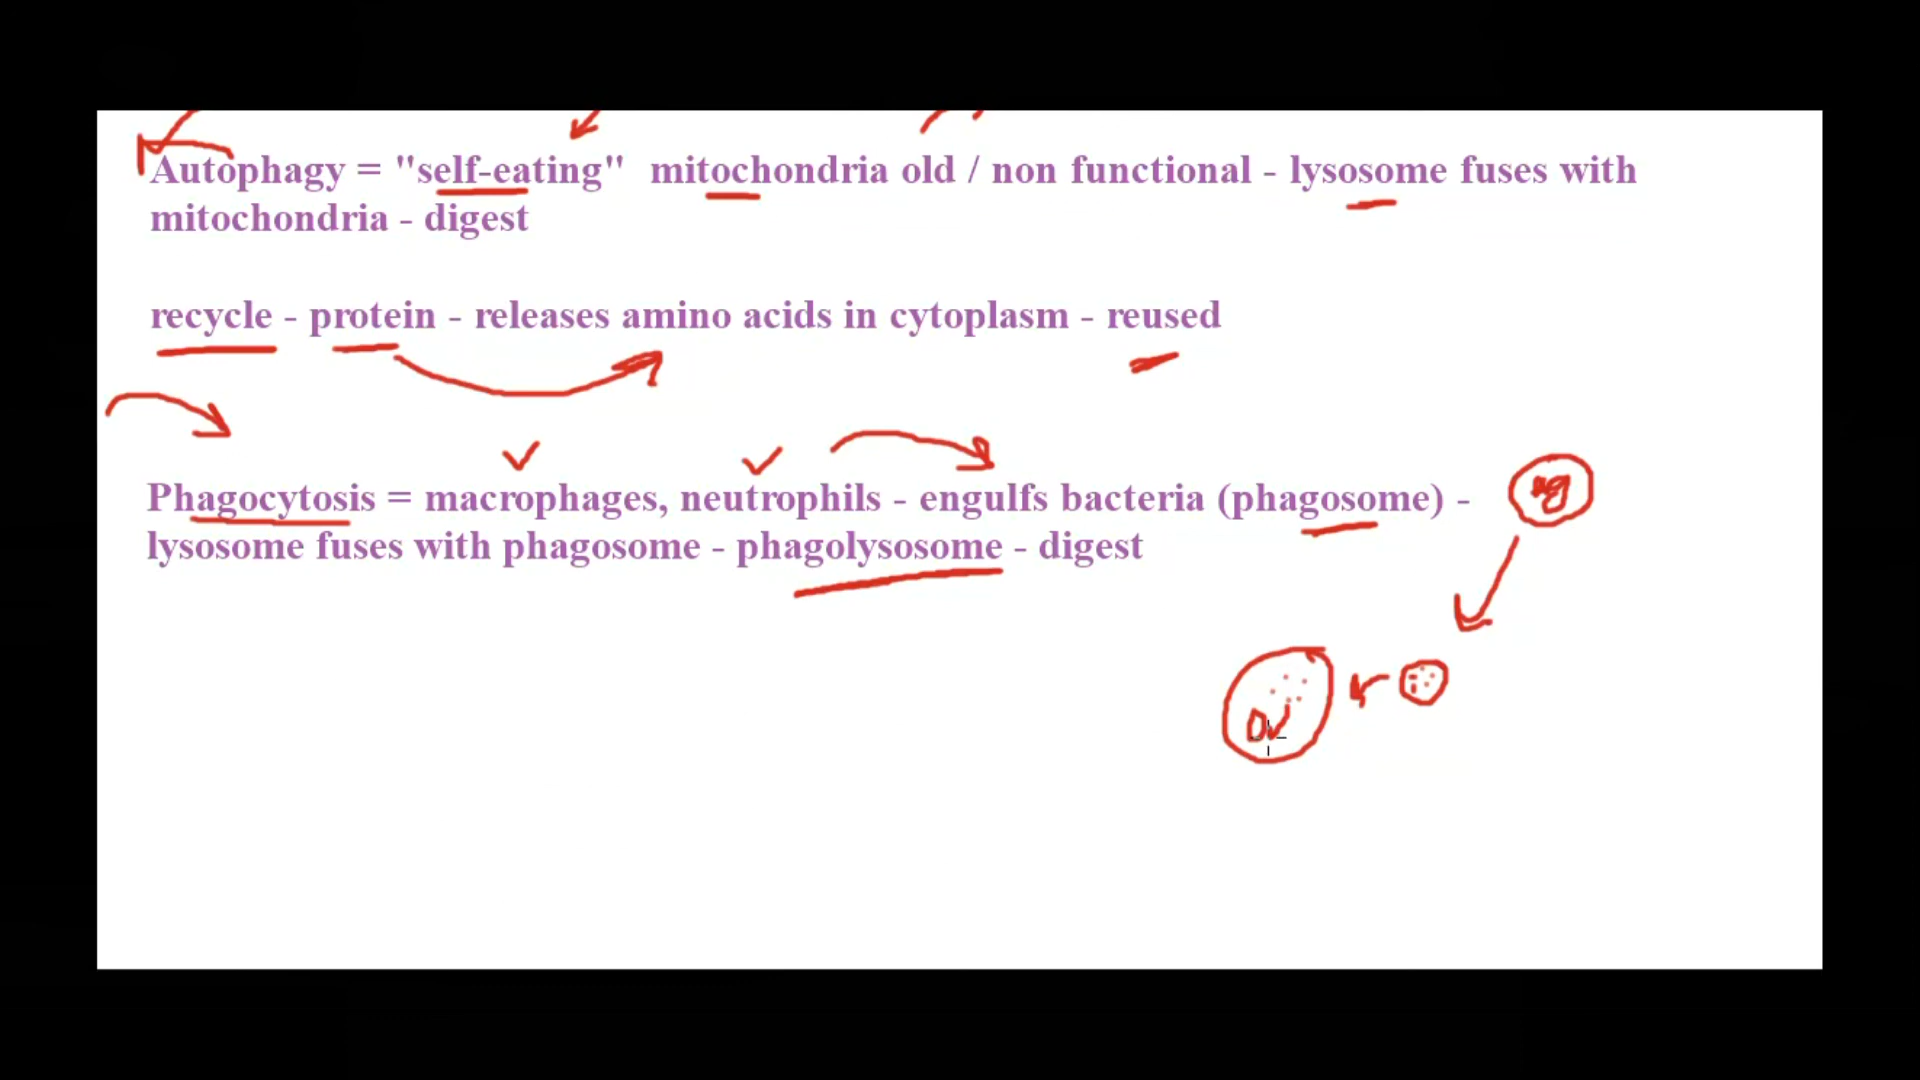 Autophagy = "self-eating" mitochondria old / non functional - lysosome fuses with
mitochondria - digest
recycle - protein - releases amino acids in cytoplasm - reused
Phagocytosis = macrophages, neutrophils - engulfs bacteria (phagosome) -
lysosome fuses with phagosome - phagolysosome - digest